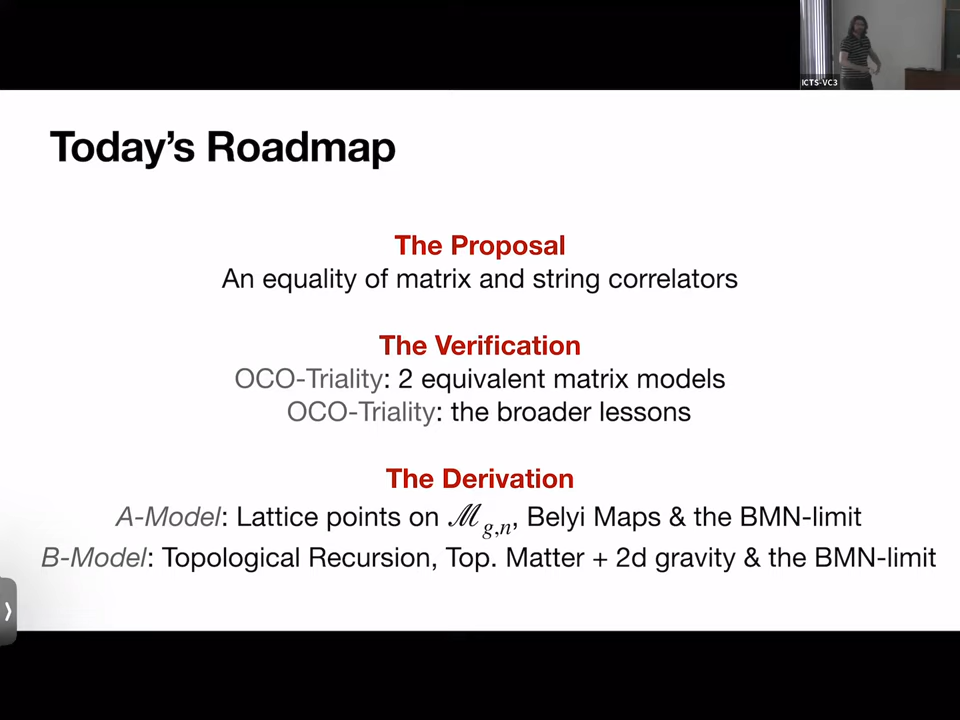 ICTS-VC3
Today's Roadmap
The Proposal
An equality of matrix and string correlators
The Verification
OCO-Triality: 2 equivalent matrix models
OCO-Triality: the broader lessons
The Derivation
A-Model: Lattice points on ℳg,n, Belyi Maps & the BMN-limit
B-Model: Topological Recursion, Top. Matter + 2d gravity & the BMN-limit